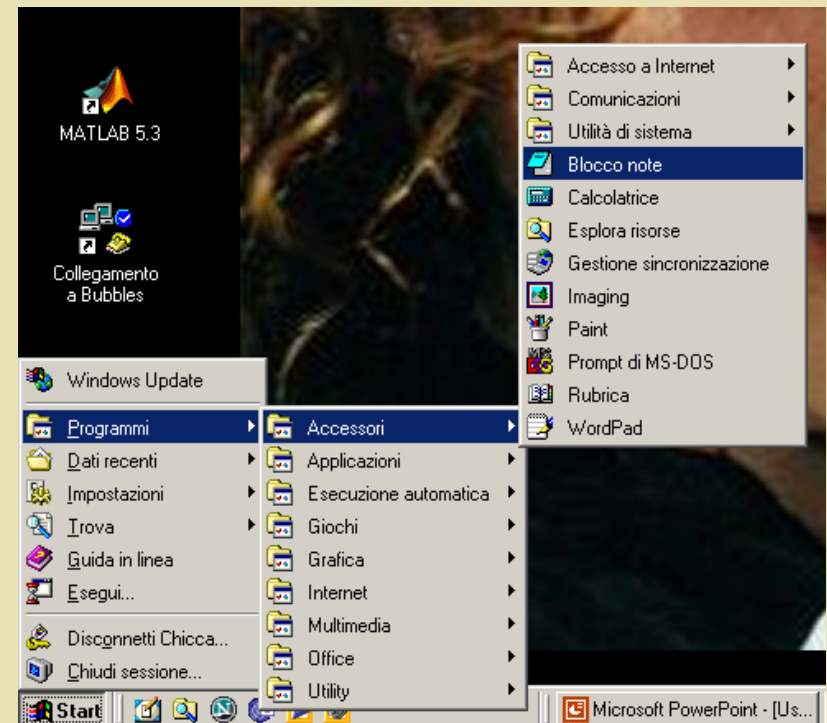 MATLAB 5.3
Collegamento
a Bubbles
Windows Update
Programmi
Dati recenti
Impostazioni
Trova
Guida in linea
Esegui...
Disconnetti Chicca...
Chiudi sessione...
Accessori
Applicazioni
Esecuzione automatica
Giochi
Grafica
Internet
Multimedia
Office
Utility
Accesso a Internet
Comunicazioni
Utilità di sistema
Blocco note
Calcolatrice
Esplora risorse
Gestione sincronizzazione
Imaging
Paint
Prompt di MS-DOS
Rubrica
WordPad
Start
Microsoft PowerPoint - [Us...